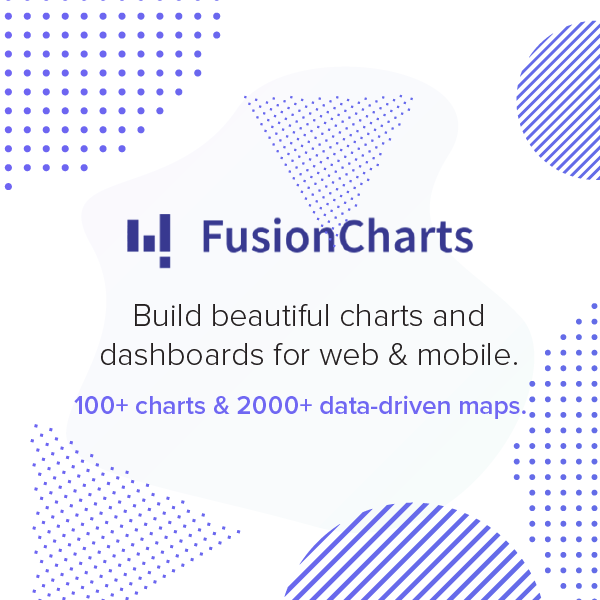 FusionCharts
Build beautiful charts and
dashboards for web & mobile.
100+ charts & 2000+ data-driven maps.